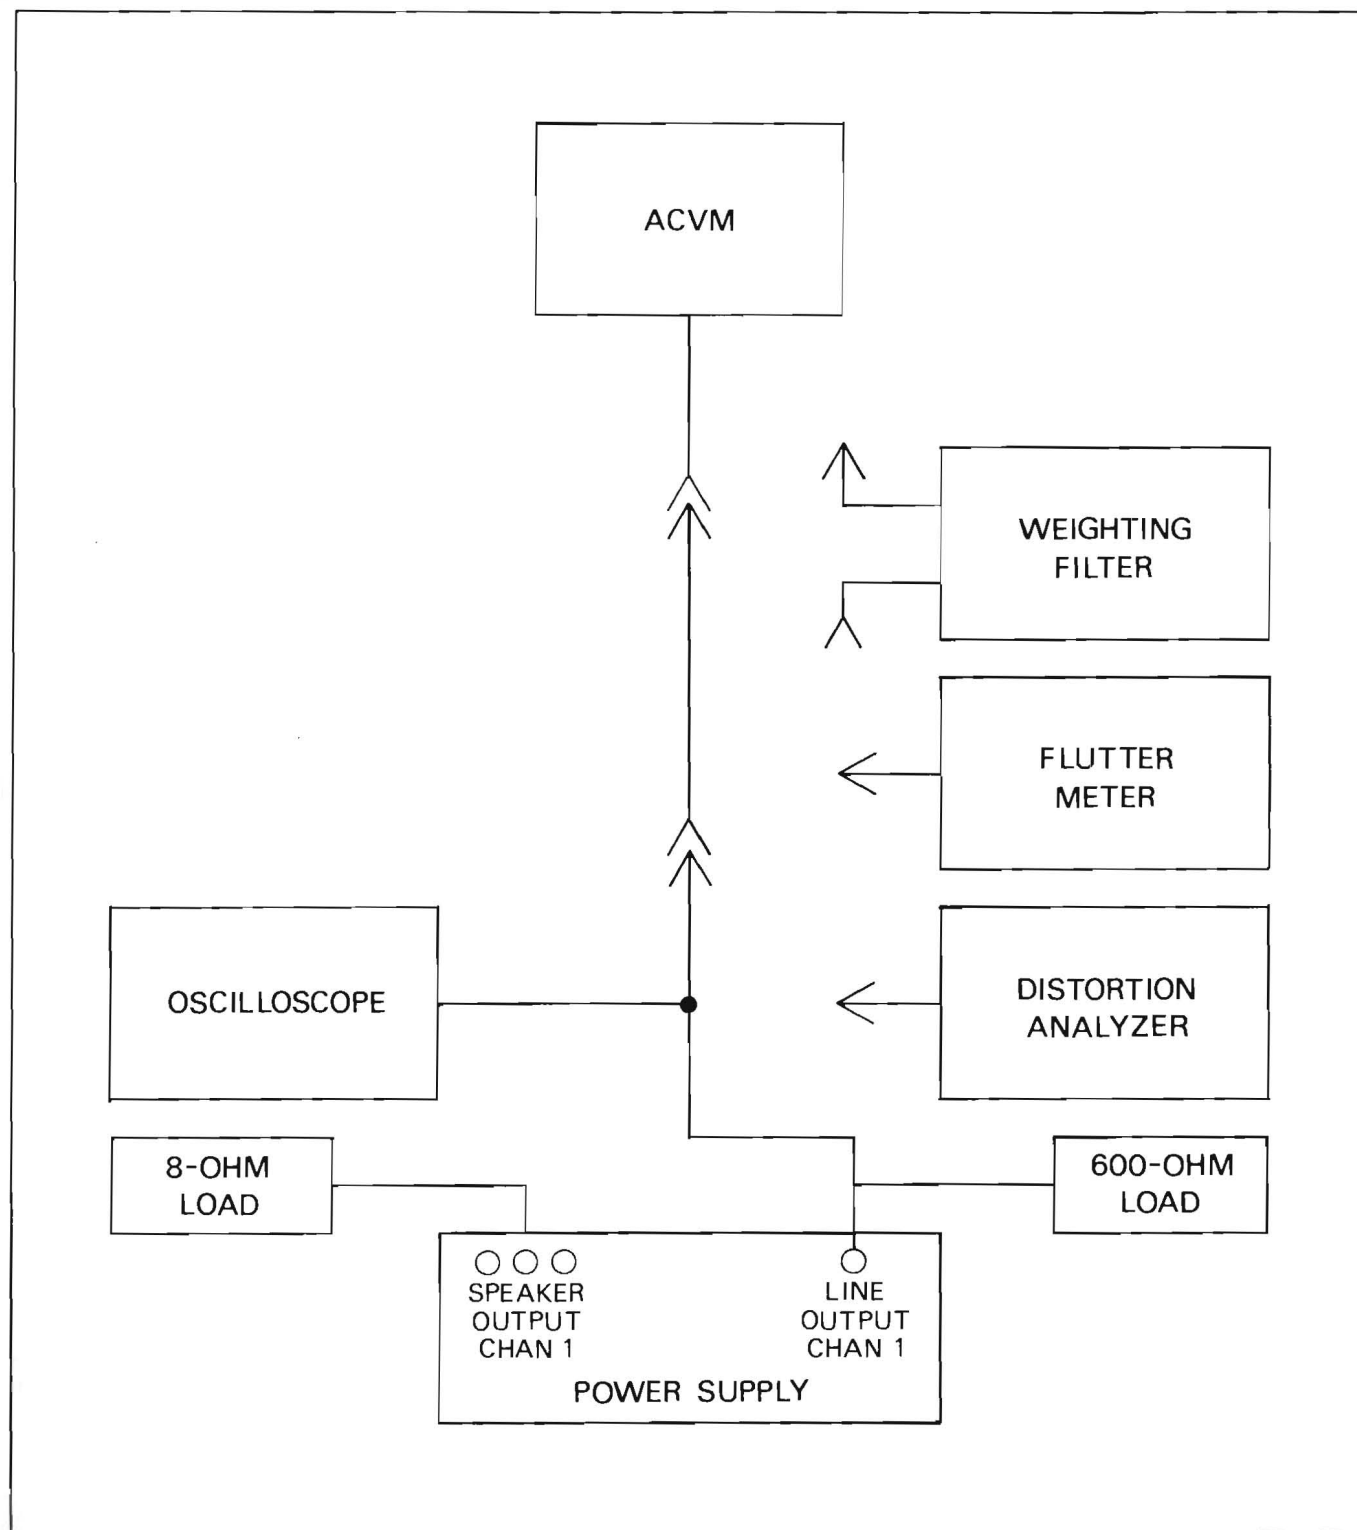 ACVM
WEIGHTING
FILTER
FLUTTER
METER
OSCILLOSCOPE
DISTORTION
ANALYZER
8-OHM
LOAD
600-OHM
LOAD
SPEAKER
OUTPUT
CHAN 1
LINE
OUTPUT
CHAN 1
POWER SUPPLY